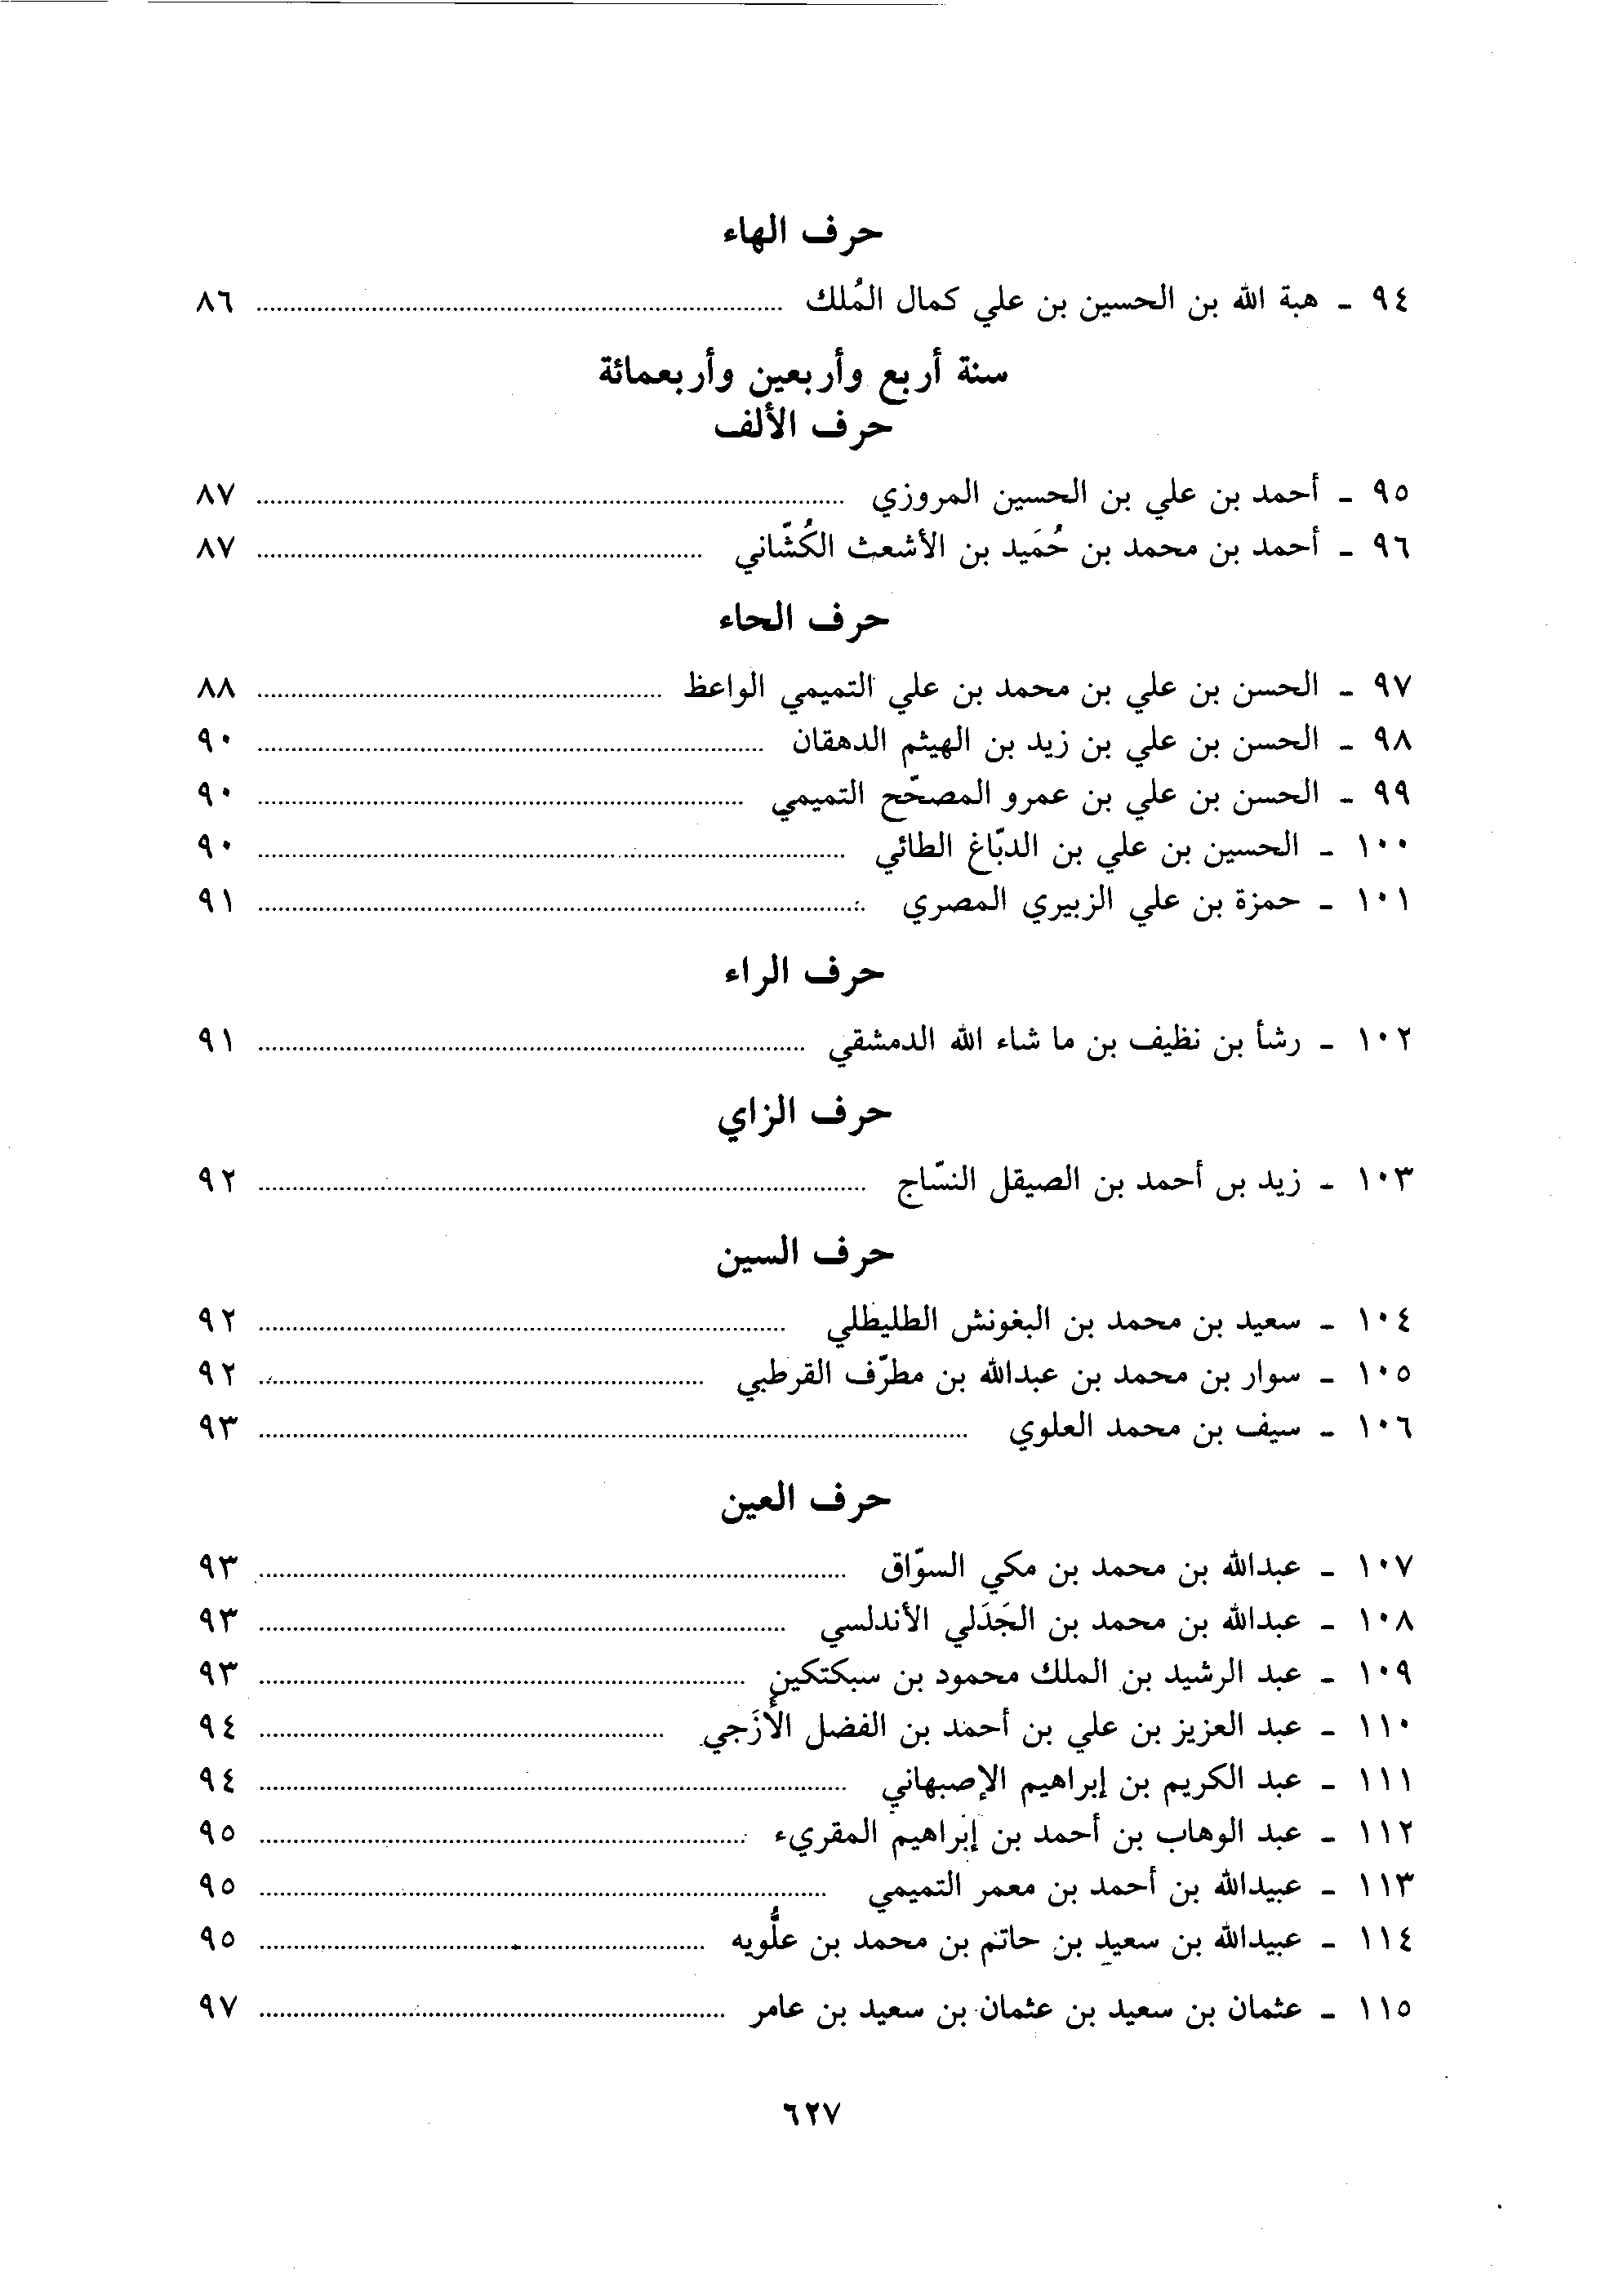 حرف الهاء
٩٤ ـ هبة الله بن الحسين بن علي كمال المُلك ........ ٨٦
سنة أربع وأربعين وأربعمائة
حرف الألف
٩٥ ـ أحمد بن علي بن الحسين المروزي ........ ٨٧
٩٦ ـ أحمد بن محمد بن حُمَيد بن الأشعث الكُشّاني ........ ٨٧
حرف الحاء
٩٧ ـ الحسن بن علي بن محمد بن علي التميمي الواعظ ........ ٨٨
٩٨ ـ الحسن بن علي بن زيد بن الهيثم الدهقان ........ ٩٠
٩٩ ـ الحسن بن علي بن عمرو المصحّح التميمي ........ ٩٠
١٠٠ ـ الحسين بن علي بن الدبّاغ الطائي ........ ٩٠
١٠١ ـ حمزة بن علي الزبيري المصري ........ ٩١
حرف الراء
١٠٢ ـ رشأ بن نظيف بن ما شاء الله الدمشقي ........ ٩١
حرف الزاي
١٠٣ ـ زيد بن أحمد بن الصيقل النسّاج ........ ٩٢
حرف السين
١٠٤ ـ سعيد بن محمد بن البغونش الطليطلي ........ ٩٢
١٠٥ ـ سوار بن محمد بن عبدالله بن مطرّف القرطبي ........ ٩٢
١٠٦ ـ سيف بن محمد العلوي ........ ٩٣
حرف العين
١٠٧ ـ عبدالله بن محمد بن مكي السوّاق ........ ٩٣
١٠٨ ـ عبدالله بن محمد بن الجَدَلي الأندلسي ........ ٩٣
١٠٩ ـ عبد الرشيد بن الملك محمود بن سبكتكين ........ ٩٣
١١٠ ـ عبد العزيز بن علي بن أحمد بن الفضل الأَزَجي ........ ٩٤
١١١ ـ عبد الكريم بن إبراهيم الإصبهاني ........ ٩٤
١١٢ ـ عبد الوهاب بن أحمد بن إبراهيم المقريء ........ ٩٥
١١٣ ـ عبيدالله بن أحمد بن معمر التميمي ........ ٩٥
١١٤ ـ عبيدالله بن سعيد بن حاتم بن محمد بن علُّويه ........ ٩٥
١١٥ ـ عثمان بن سعيد بن عثمان بن سعيد بن عامر ........ ٩٧
٦٢٧